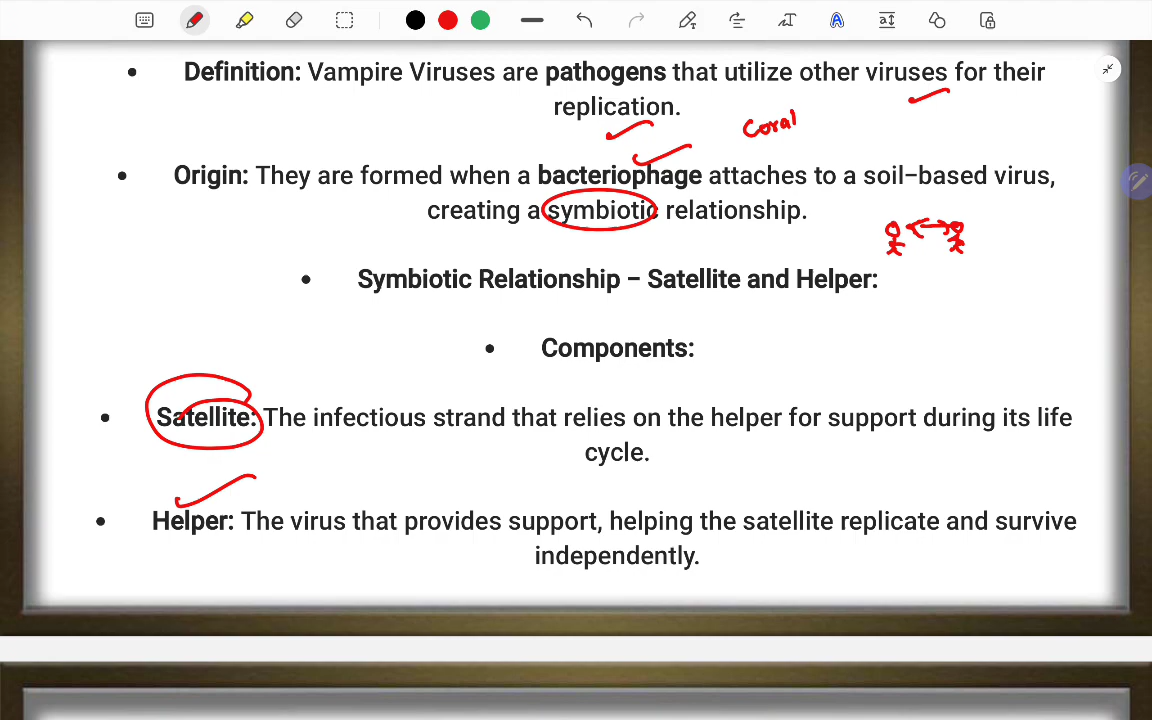 • Definition: Vampire Viruses are pathogens that utilize other viruses for their
replication.
Coral
• Origin: They are formed when a bacteriophage attaches to a soil-based virus,
creating a symbiotic relationship.
• Symbiotic Relationship – Satellite and Helper:
• Components:
• Satellite: The infectious strand that relies on the helper for support during its life
cycle.
• Helper: The virus that provides support, helping the satellite replicate and survive
independently.